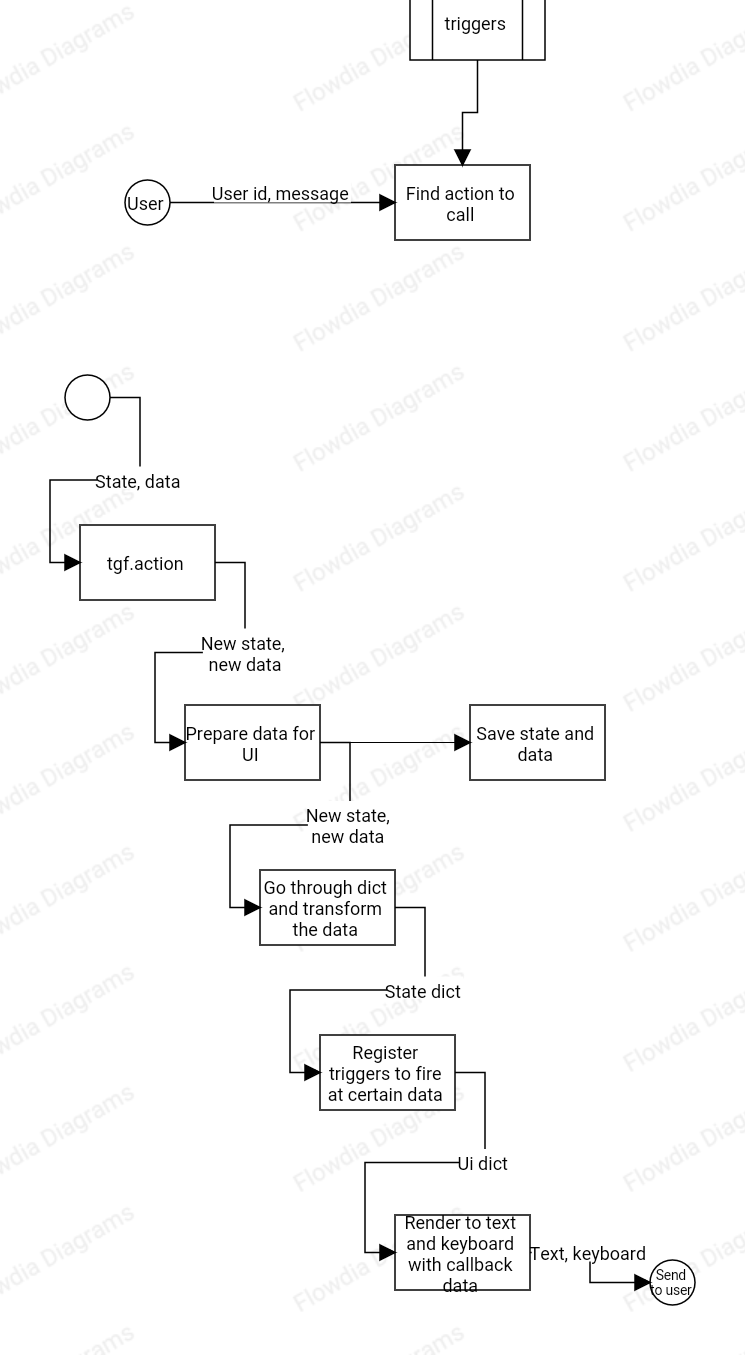 triggers
User id, message
User
Find action to
call
State, data
tgf.action
New state,
new data
Prepare data for
UI
Save state and
data
New state,
new data
Go through dict
and transform
the data
State dict
Register
triggers to fire
at certain data
Ui dict
Render to text
and keyboard
with callback
data
Text, keyboard
Send
to user
Flowdia Diagrams